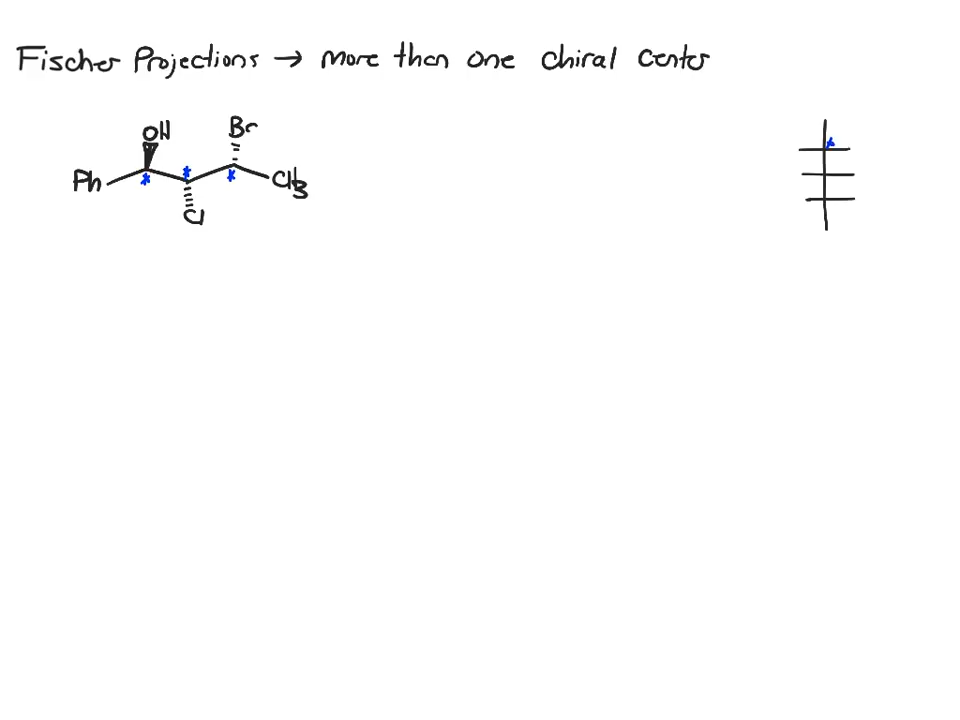 Fischer Projections → more than one chiral center
OH Br
Ph * * * CH3
Cl
*